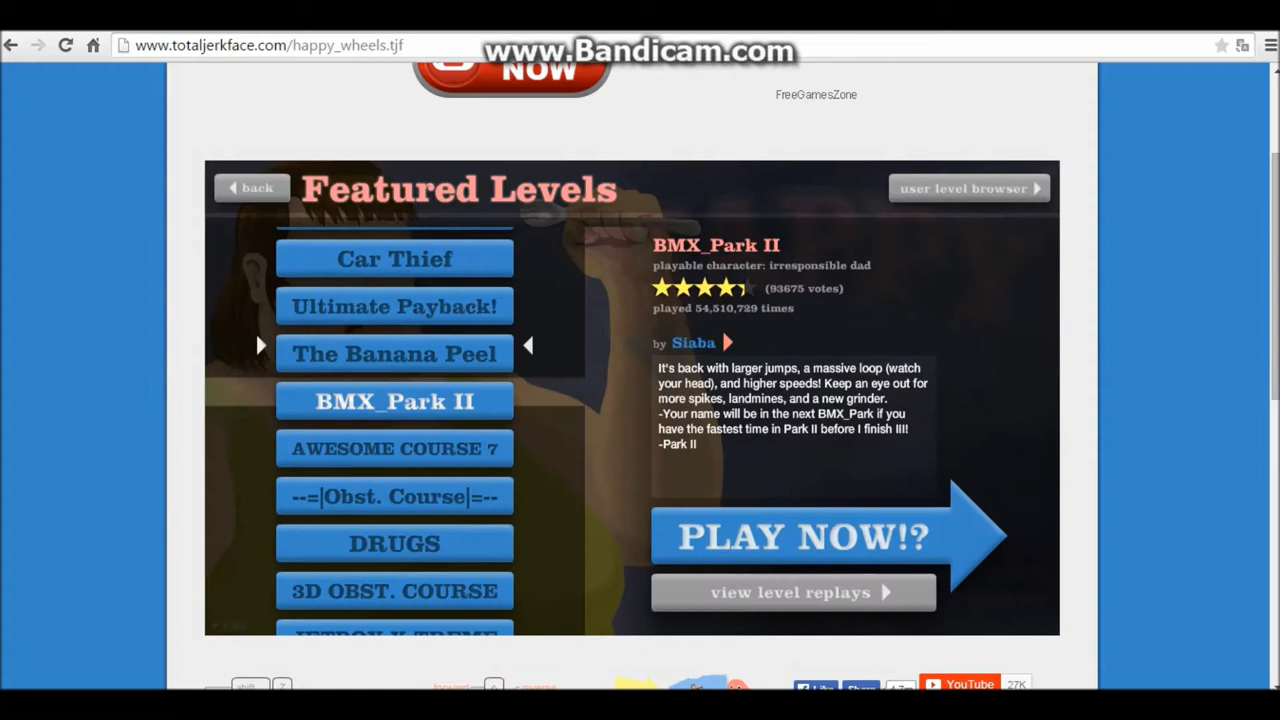 www.totaljerkface.com/happy_wheels.tjf
www.Bandicam.com
NOW
FreeGamesZone
back
Featured Levels
user level browser
Car Thief
Ultimate Payback!
The Banana Peel
BMX_Park II
AWESOME COURSE 7
--=|Obst. Course|=--
DRUGS
3D OBST. COURSE
BMX_Park II
playable character: irresponsible dad
(93675 votes)
played 54,510,729 times
by Siaba
It's back with larger jumps, a massive loop (watch
your head), and higher speeds! Keep an eye out for
more spikes, landmines, and a new grinder.
-Your name will be in the next BMX_Park if you
have the fastest time in Park II before I finish III!
-Park II
PLAY NOW!?
view level replays
shift
Z
forward
reverse
Like
Share
YouTube
27K